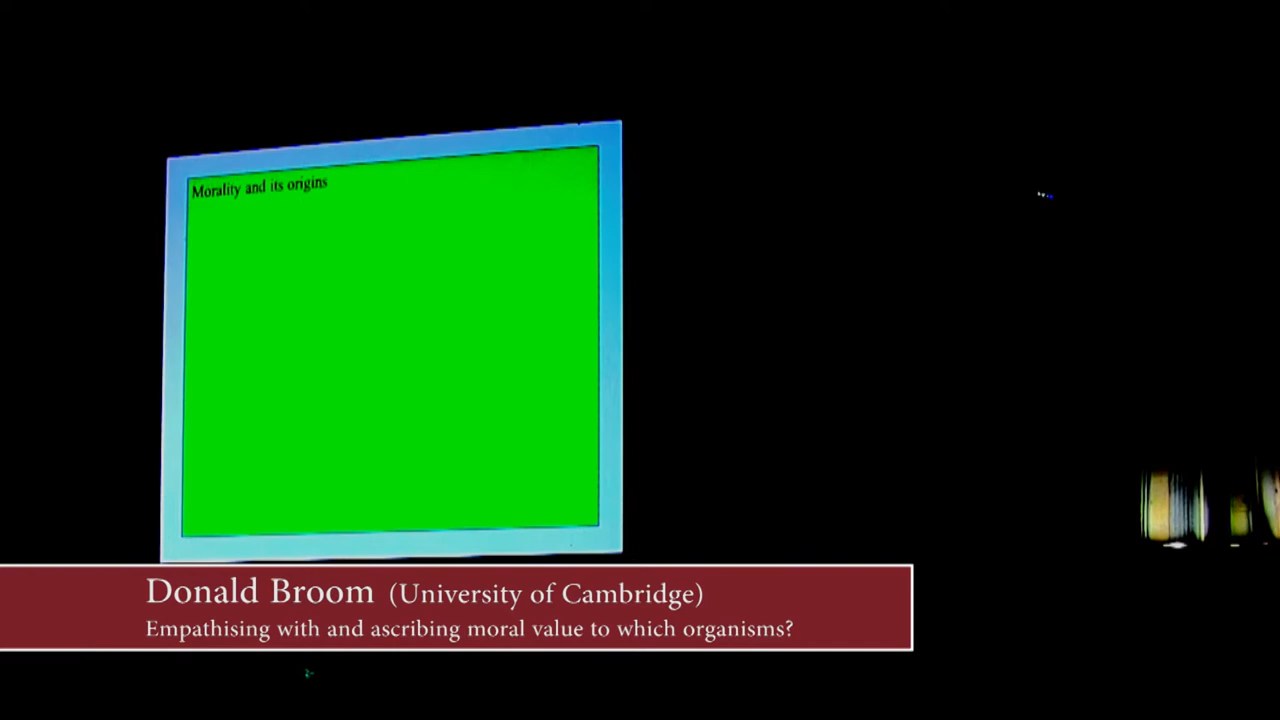 Morality and its origins
Donald Broom (University of Cambridge)
Empathising with and ascribing moral value to which organisms?